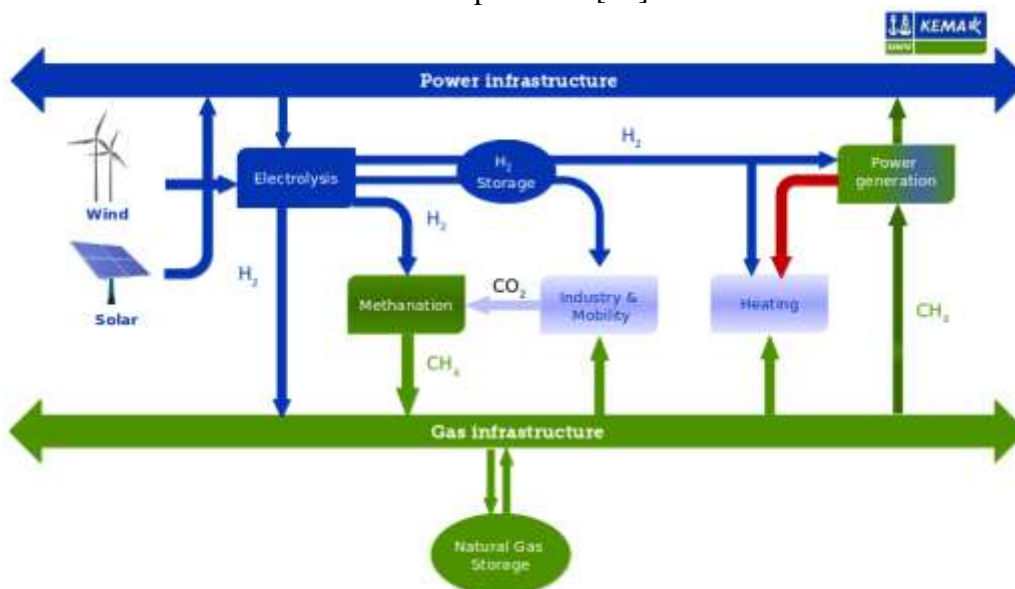 KEMA
Power infrastructure
H2
H2
Storage
Power
generation
Electrolysis
Wind
H2
H2
CO2
Methanation
Industry &
Mobility
Heating
CH4
Solar
CH4
Gas infrastructure
Natural Gas
Storage